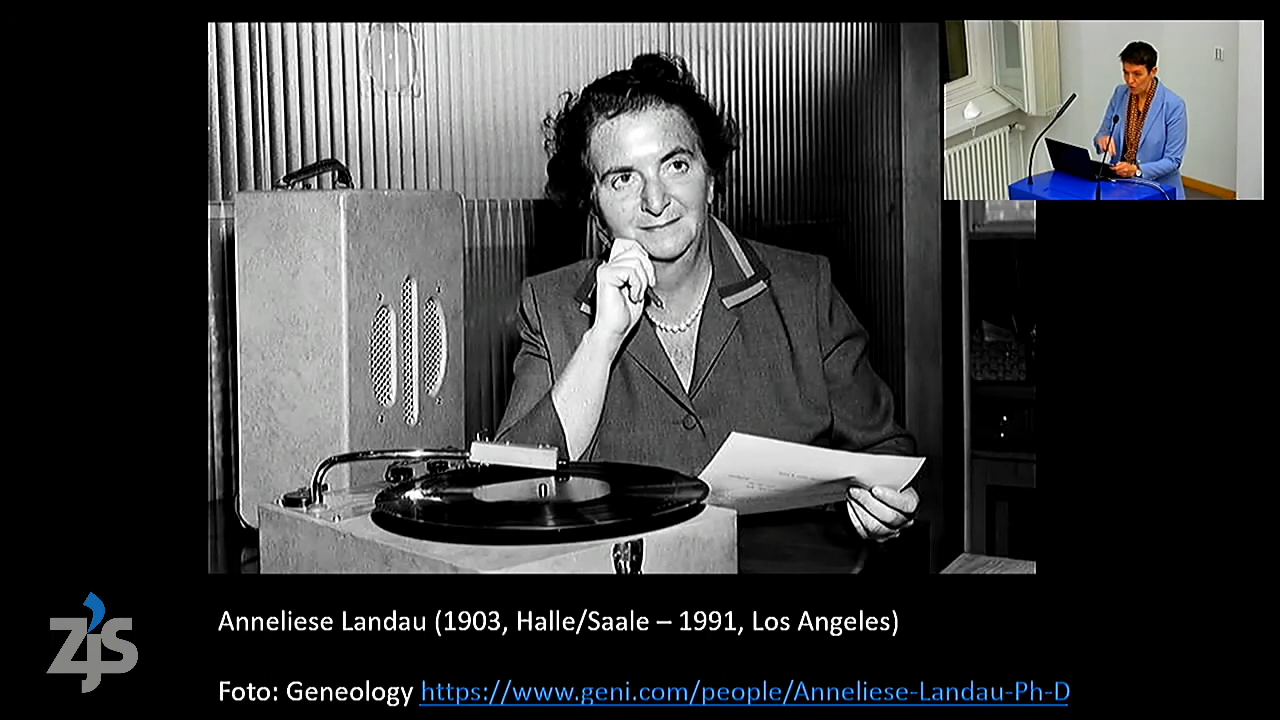 ZJS
Anneliese Landau (1903, Halle/Saale – 1991, Los Angeles)
Foto: Geneology https://www.geni.com/people/Anneliese-Landau-Ph-D